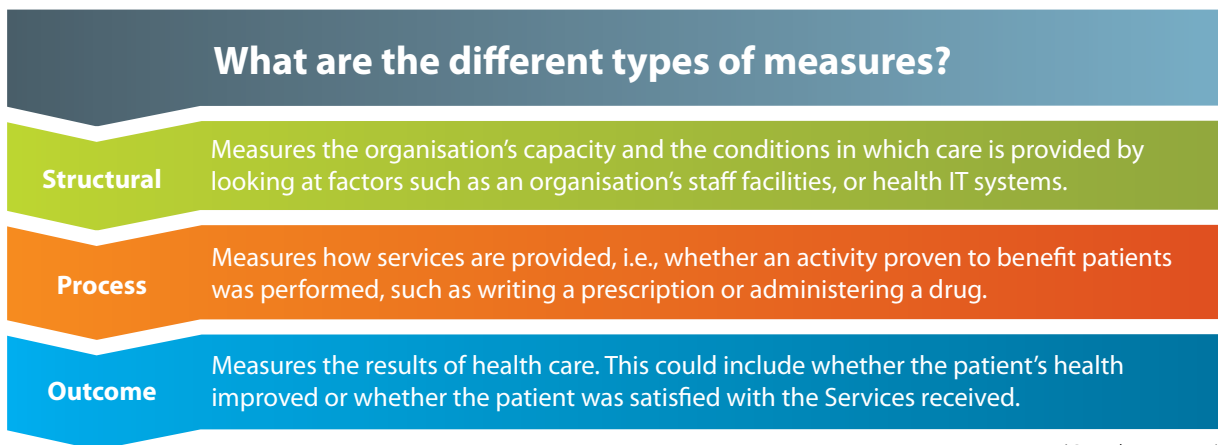 What are the different types of measures?
Structural
Measures the organisation's capacity and the conditions in which care is provided by
looking at factors such as an organisation's staff facilities, or health IT systems.
Process
Measures how services are provided, i.e., whether an activity proven to benefit patients
was performed, such as writing a prescription or administering a drug.
Outcome
Measures the results of health care. This could include whether the patient's health
improved or whether the patient was satisfied with the Services received.